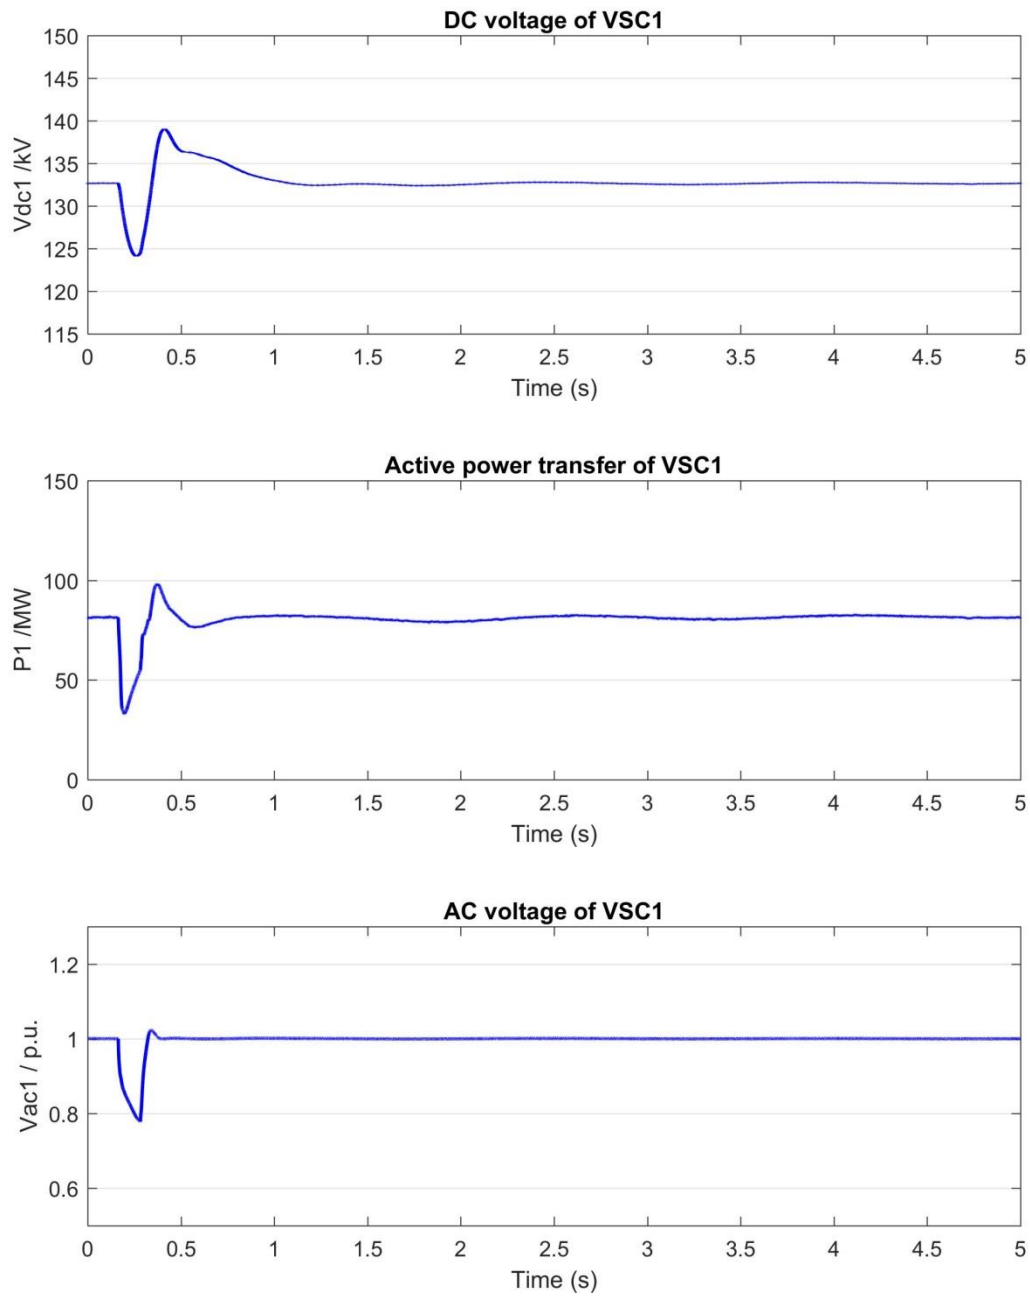 DC voltage of VSC1
150
145
140
135
130
125
120
115
Vdc1 /kV
0 0.5 1 1.5 2 2.5 3 3.5 4 4.5 5
Time (s)
Active power transfer of VSC1
150
100
50
0
P1 /MW
0 0.5 1 1.5 2 2.5 3 3.5 4 4.5 5
Time (s)
AC voltage of VSC1
1.2
1
0.8
0.6
Vac1 / p.u.
0 0.5 1 1.5 2 2.5 3 3.5 4 4.5 5
Time (s)